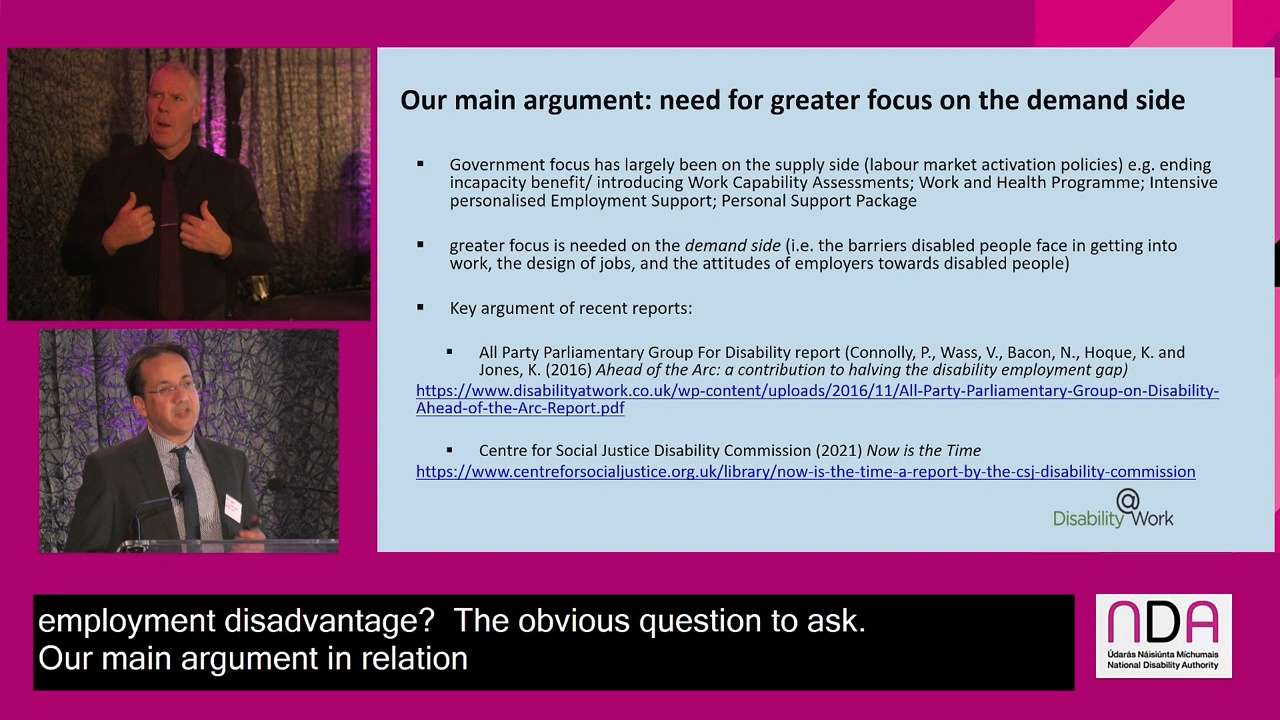 Our main argument: need for greater focus on the demand side
▪ Government focus has largely been on the supply side (labour market activation policies) e.g. ending
incapacity benefit/ introducing Work Capability Assessments; Work and Health Programme; Intensive
personalised Employment Support; Personal Support Package
▪ greater focus is needed on the demand side (i.e. the barriers disabled people face in getting into
work, the design of jobs, and the attitudes of employers towards disabled people)
▪ Key argument of recent reports:
▪ All Party Parliamentary Group For Disability report (Connolly, P., Wass, V., Bacon, N., Hoque, K. and
Jones, K. (2016) Ahead of the Arc: a contribution to halving the disability employment gap)
https://www.disabilityatwork.co.uk/wp-content/uploads/2016/11/All-Party-Parliamentary-Group-on-Disability-
Ahead-of-the-Arc-Report.pdf
▪ Centre for Social Justice Disability Commission (2021) Now is the Time
https://www.centreforsocialjustice.org.uk/library/now-is-the-time-a-report-by-the-csj-disability-commission
Disability@Work
employment disadvantage?  The obvious question to ask.
Our main argument in relation
NDA
Údarás Náisiúnta Míchumais
National Disability Authority